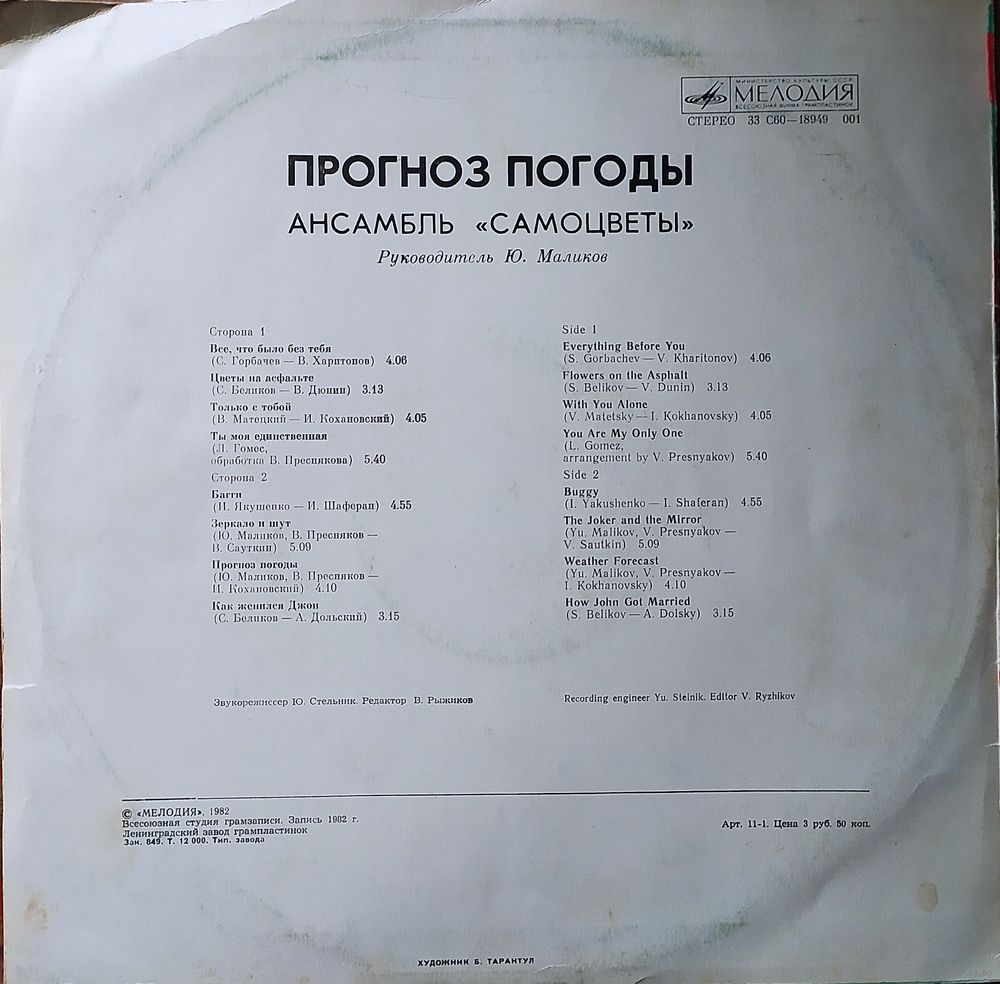 МИНИСТЕРСТВО КУЛЬТУРЫ СССР
МЕЛОДИЯ
ВСЕСОЮЗНАЯ ФИРМА ГРАМПЛАСТИНОК
СТЕРЕО 33 С60—18949 001
ПРОГНОЗ ПОГОДЫ
АНСАМБЛЬ «САМОЦВЕТЫ»
Руководитель Ю. Маликов
Сторона 1
Все, что было без тебя
(С. Горбачев — В. Харитонов) 4.06
Цветы на асфальте
(С. Беликов — В. Дюнин) 3.13
Только с тобой
(В. Матецкий — И. Кохановский) 4.05
Ты моя единственная
(Л. Гомес,
обработка В. Преснякова) 5.40
Сторона 2
Багги
(И. Якушенко — И. Шаферан) 4.55
Зеркало и шут
(Ю. Маликов, В. Пресняков —
В. Сауткин) 5.09
Прогноз погоды
(Ю. Маликов, В. Пресняков —
И. Кохановский) 4.10
Как женился Джон
(С. Беликов — А. Дольский) 3.15
Side 1
Everything Before You
(S. Gorbachev — V. Kharitonov) 4.06
Flowers on the Asphalt
(S. Belikov — V. Dunin) 3.13
With You Alone
(V. Matetsky — I. Kokhanovsky) 4.05
You Are My Only One
(L. Gomez,
arrangement by V. Presnyakov) 5.40
Side 2
Buggy
(I. Yakushenko — I. Shaferan) 4.55
The Joker and the Mirror
(Yu. Malikov, V. Presnyakov —
V. Sautkin) 5.09
Weather Forecast
(Yu. Malikov, V. Presnyakov —
I. Kokhanovsky) 4.10
How John Got Married
(S. Belikov — A. Dolsky) 3.15
Звукорежиссер Ю. Стельник. Редактор В. Рыжиков
Recording engineer Yu. Stelnik. Editor V. Ryzhikov
© «МЕЛОДИЯ», 1982
Всесоюзная студия грамзаписи. Запись 1982 г.
Ленинградский завод грампластинок
Зак. 849. Т. 12 000. Тип. завода
Арт. 11-1. Цена 3 руб. 50 коп.
ХУДОЖНИК Б. ТАРАНТУЛ